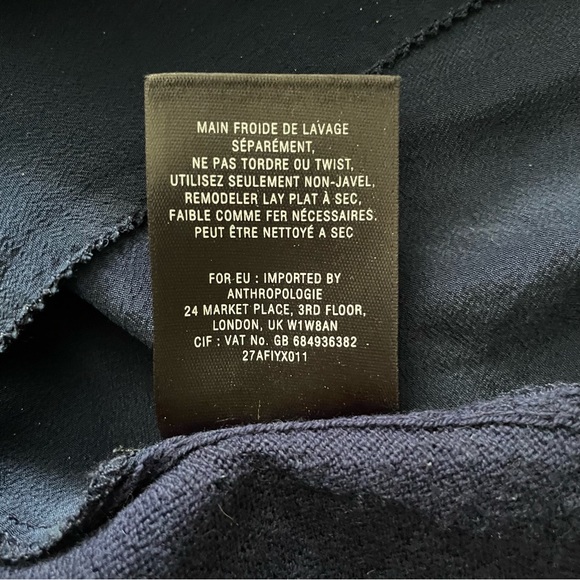 MAIN FROIDE DE LAVAGE
SÉPARÉMENT,
NE PAS TORDRE OU TWIST,
UTILISEZ SEULEMENT NON-JAVEL,
REMODELER LAY PLAT À SEC,
FAIBLE COMME FER NÉCESSAIRES.
PEUT ÊTRE NETTOYÉ A SEC
FOR EU : IMPORTED BY
ANTHROPOLOGIE
24 MARKET PLACE, 3RD FLOOR,
LONDON, UK W1W8AN
CIF : VAT No. GB 684936382
27AFIYX011